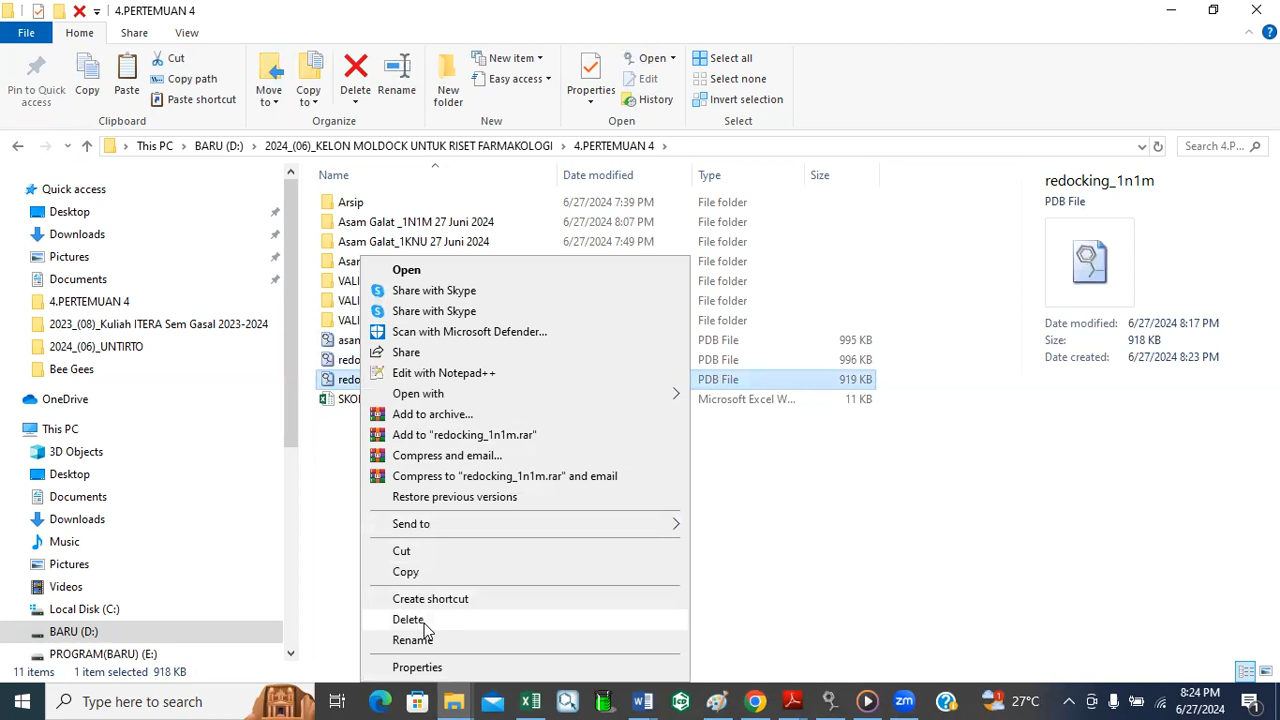 4.PERTEMUAN 4
File
Home
Share
View
Pin to Quick access
Copy
Paste
Cut
Copy path
Paste shortcut
Clipboard
Move to
Copy to
Delete
Rename
Organize
New folder
New item
Easy access
New
Properties
Open
Edit
History
Open
Select all
Select none
Invert selection
Select
This PC
BARU (D:)
2024_(06)_KELON MOLDOCK UNTUK RISET FARMAKOLOGI
4.PERTEMUAN 4
Search 4.P...
Quick access
Desktop
Downloads
Pictures
Documents
4.PERTEMUAN 4
2023_(08)_Kuliah ITERA Sem Gasal 2023-2024
2024_(06)_UNTIRTO
Bee Gees
OneDrive
This PC
3D Objects
Desktop
Documents
Downloads
Music
Pictures
Videos
Local Disk (C:)
BARU (D:)
PROGRAM(BARU) (E:)
Name Date modified Type Size
Arsip 6/27/2024 7:39 PM File folder
Asam Galat _1N1M 27 Juni 2024 6/27/2024 8:07 PM File folder
Asam Galat_1KNU 27 Juni 2024 6/27/2024 7:49 PM File folder
Asa File folder
VALI File folder
VALI File folder
VALI File folder
asan PDB File 995 KB
redo PDB File 996 KB
redo PDB File 919 KB
SKO Microsoft Excel W... 11 KB
Open
Share with Skype
Share with Skype
Scan with Microsoft Defender...
Share
Edit with Notepad++
Open with
Add to archive...
Add to "redocking_1n1m.rar"
Compress and email...
Compress to "redocking_1n1m.rar" and email
Restore previous versions
Send to
Cut
Copy
Create shortcut
Delete
Rename
Properties
redocking_1n1m
PDB File
Date modified: 6/27/2024 8:17 PM
Size: 918 KB
Date created: 6/27/2024 8:23 PM
11 items 1 item selected 918 KB
Type here to search
27°C
8:24 PM
6/27/2024